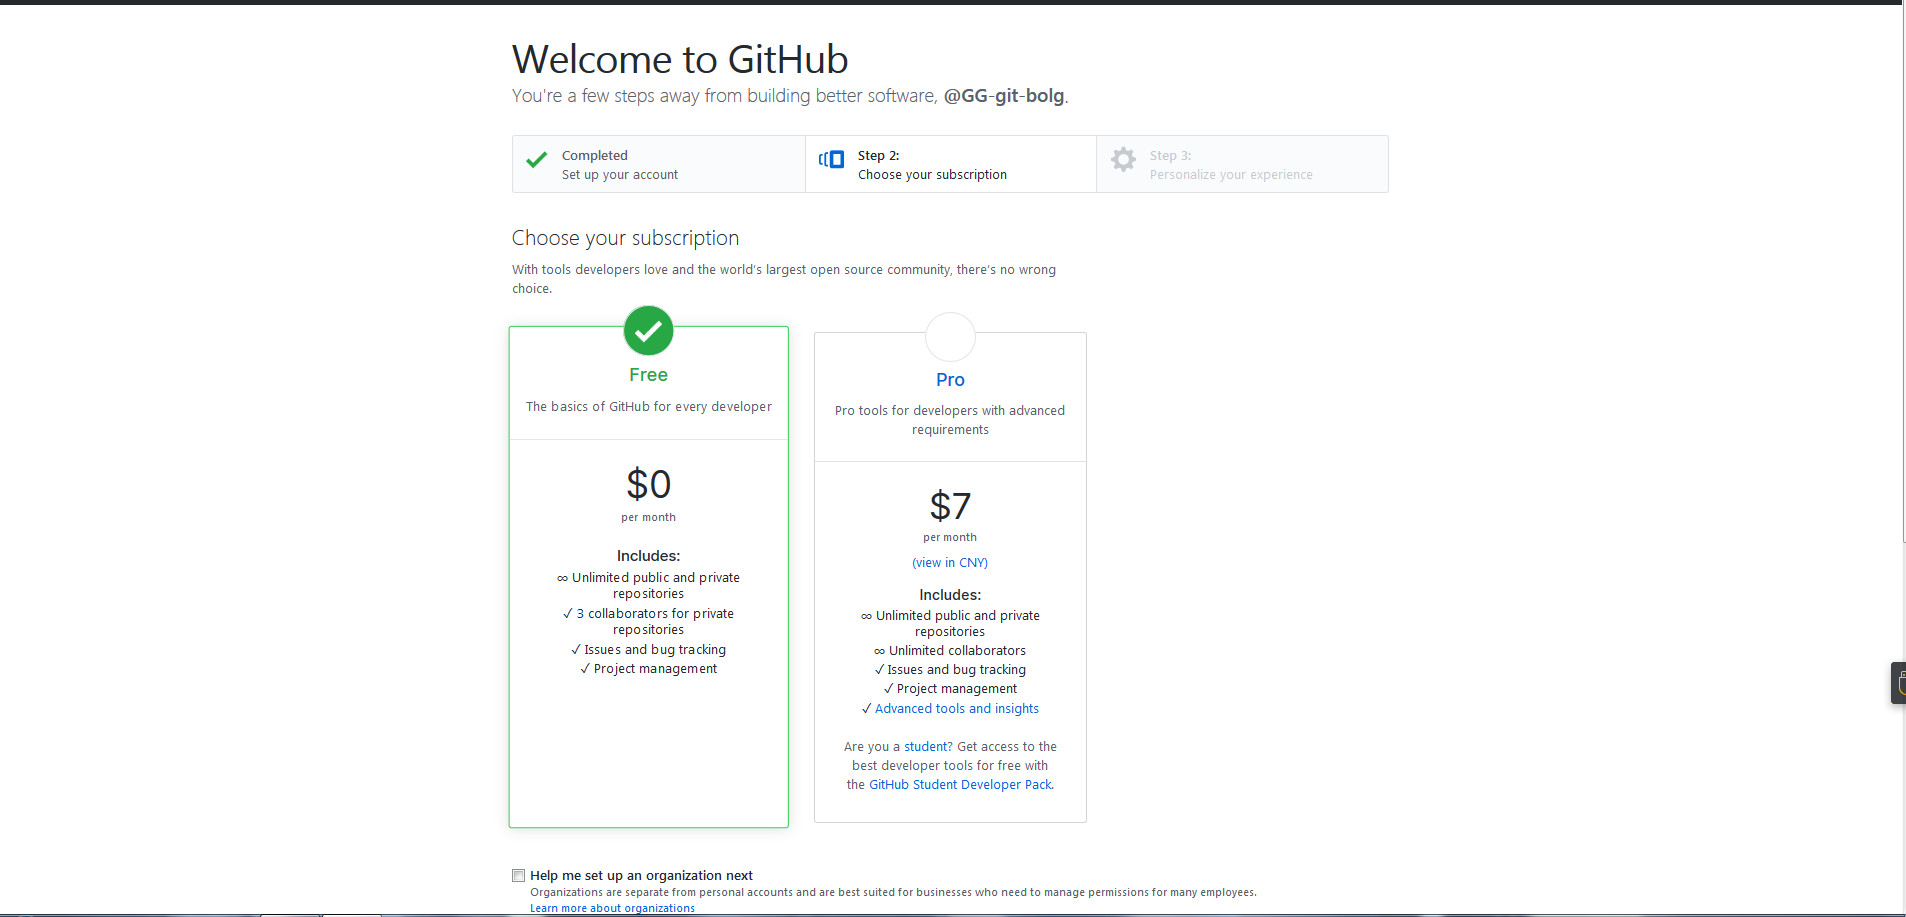 Welcome to GitHub
You're a few steps away from building better software, @GG-git-bolg.
Completed
Set up your account
Step 2:
Choose your subscription
Step 3:
Personalize your experience
Choose your subscription
With tools developers love and the world's largest open source community, there's no wrong
choice.
Free
The basics of GitHub for every developer
$0
per month
Includes:
∞ Unlimited public and private
repositories
✓ 3 collaborators for private
repositories
✓ Issues and bug tracking
✓ Project management
Pro
Pro tools for developers with advanced
requirements
$7
per month
(view in CNY)
Includes:
∞ Unlimited public and private
repositories
∞ Unlimited collaborators
✓ Issues and bug tracking
✓ Project management
✓ Advanced tools and insights
Are you a student? Get access to the
best developer tools for free with
the GitHub Student Developer Pack.
Help me set up an organization next
Organizations are separate from personal accounts and are best suited for businesses who need to manage permissions for many employees.
Learn more about organizations